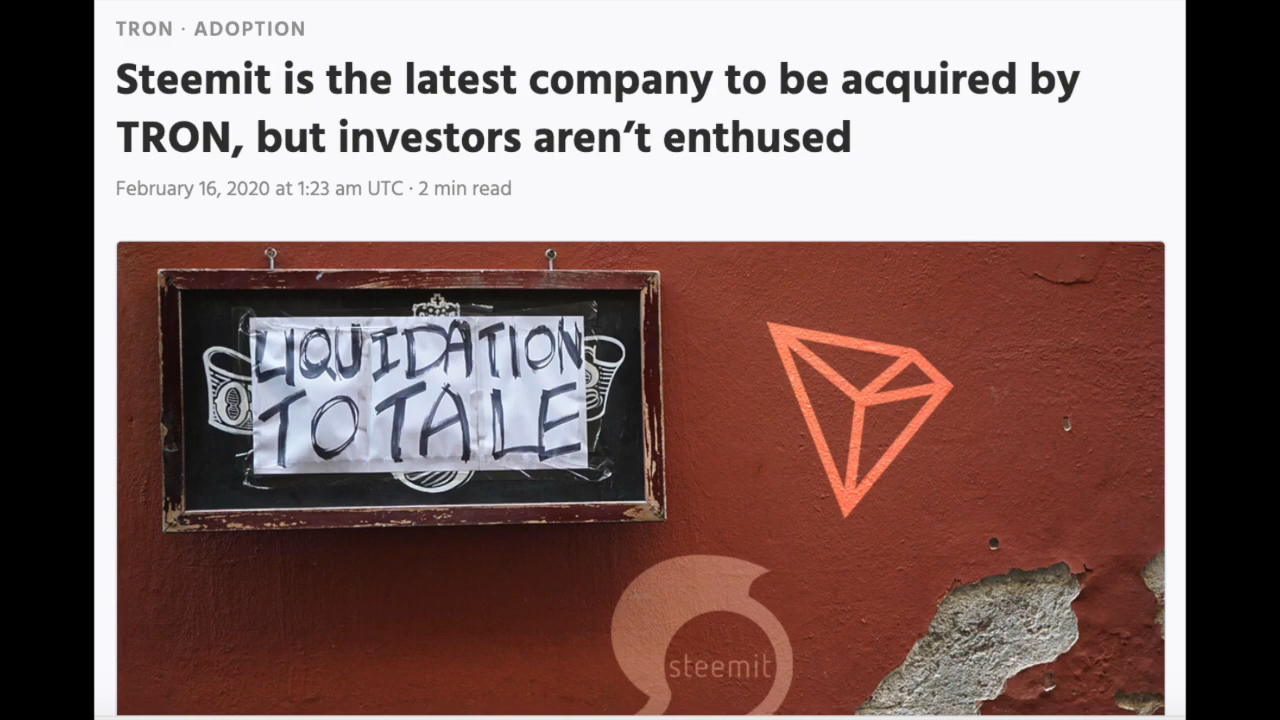 TRON · ADOPTION
Steemit is the latest company to be acquired by
TRON, but investors aren’t enthused
February 16, 2020 at 1:23 am UTC · 2 min read
LIQUIDATION
TOTALE
steemit